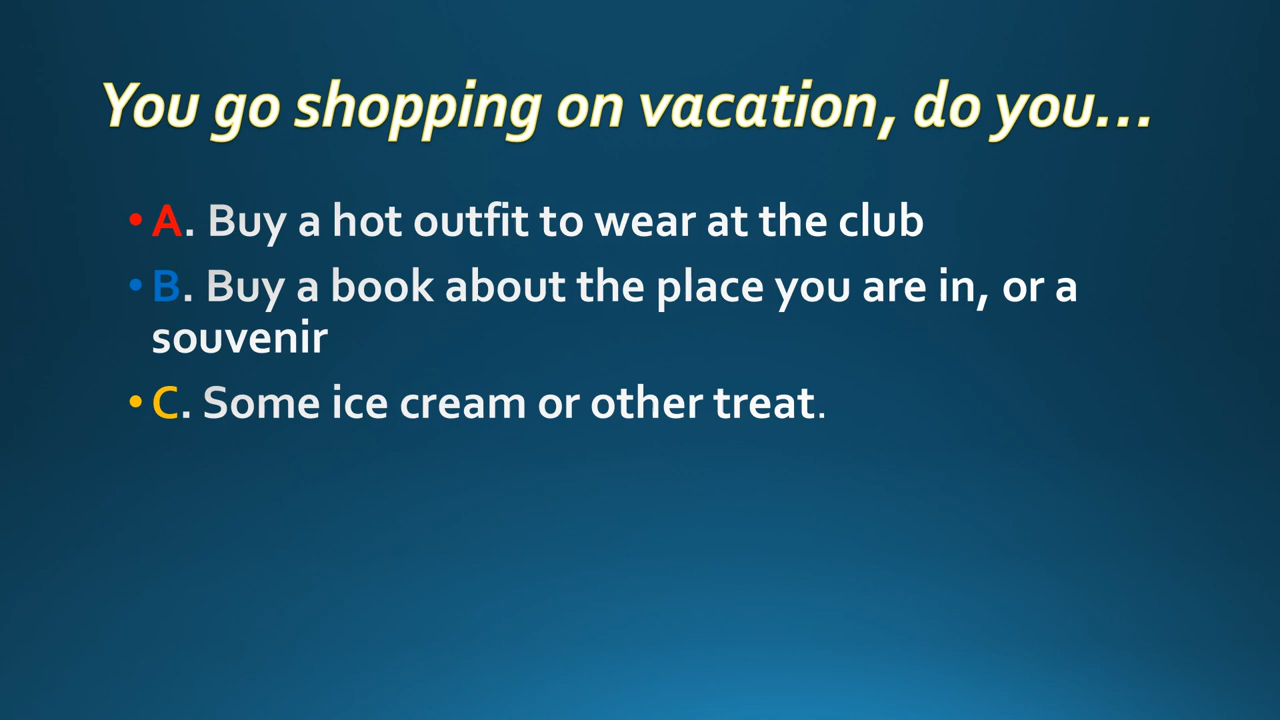 You go shopping on vacation, do you...
• A. Buy a hot outfit to wear at the club
• B. Buy a book about the place you are in, or a
souvenir
• C. Some ice cream or other treat.